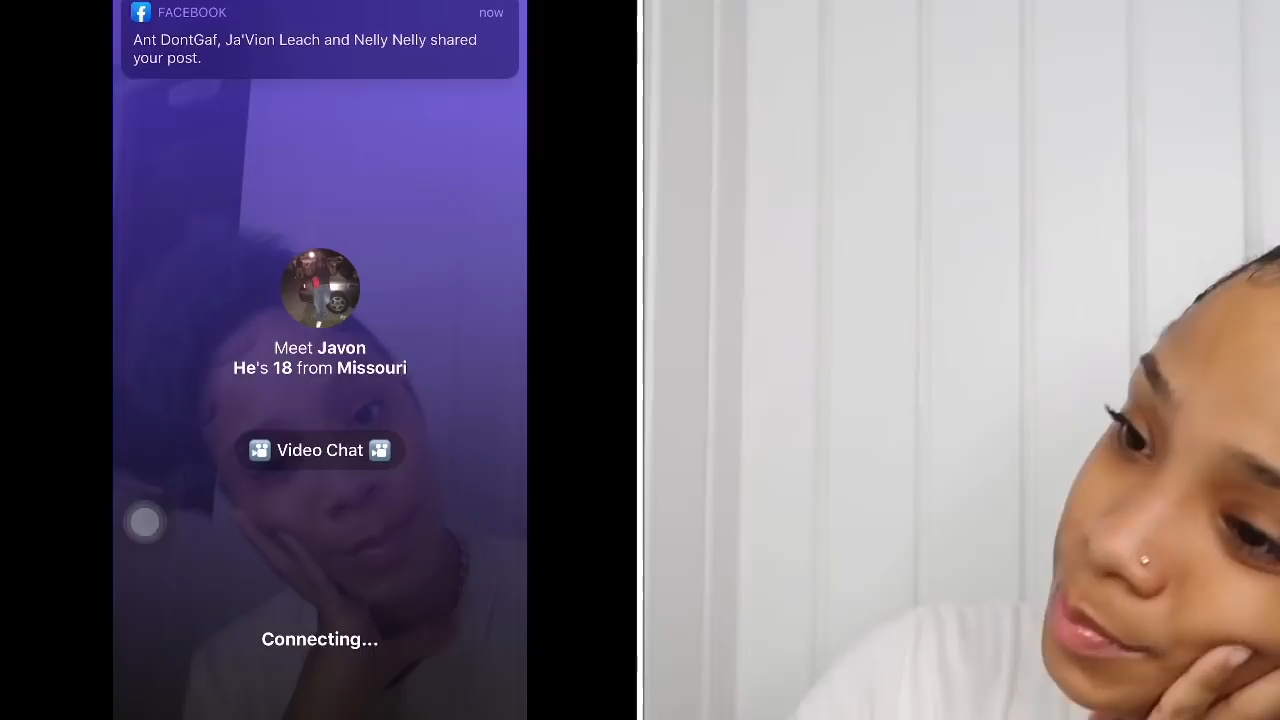 FACEBOOK
now
Ant DontGaf, Ja'Vion Leach and Nelly Nelly shared
your post.
Meet Javon
He's 18 from Missouri
Video Chat
Connecting...